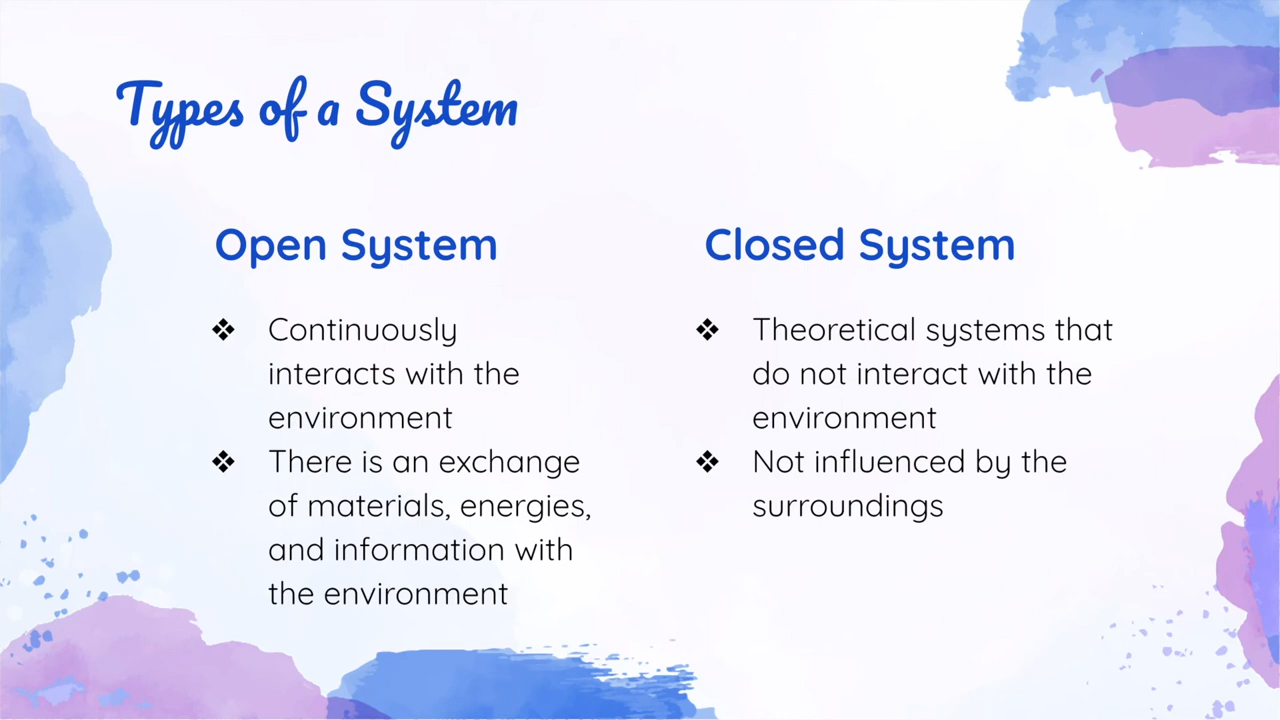 Types of a System
Open System
❖ Continuously
interacts with the
environment
❖ There is an exchange
of materials, energies,
and information with
the environment
Closed System
❖ Theoretical systems that
do not interact with the
environment
❖ Not influenced by the
surroundings